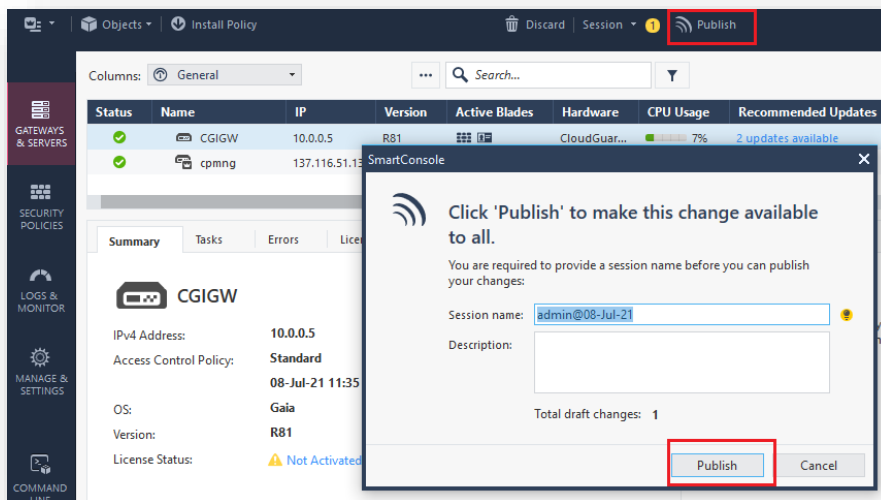 Objects Install Policy Discard Session 1 Publish
Columns: General ... Search...
Status Name IP Version Active Blades Hardware CPU Usage Recommended Updates
CGIGW 10.0.0.5 R81 CloudGuar... 7% 2 updates available
cpmng 137.116.51.13
GATEWAYS
& SERVERS
SECURITY
POLICIES
LOGS &
MONITOR
MANAGE &
SETTINGS
COMMAND
LINE
Summary Tasks Errors Licen
CGIGW
IPv4 Address: 10.0.0.5
Access Control Policy: Standard
08-Jul-21 11:35
OS: Gaia
Version: R81
License Status: Not Activated
SmartConsole
Click 'Publish' to make this change available
to all.
You are required to provide a session name before you can publish
your changes:
Session name: admin@08-Jul-21
Description:
Total draft changes: 1
Publish Cancel